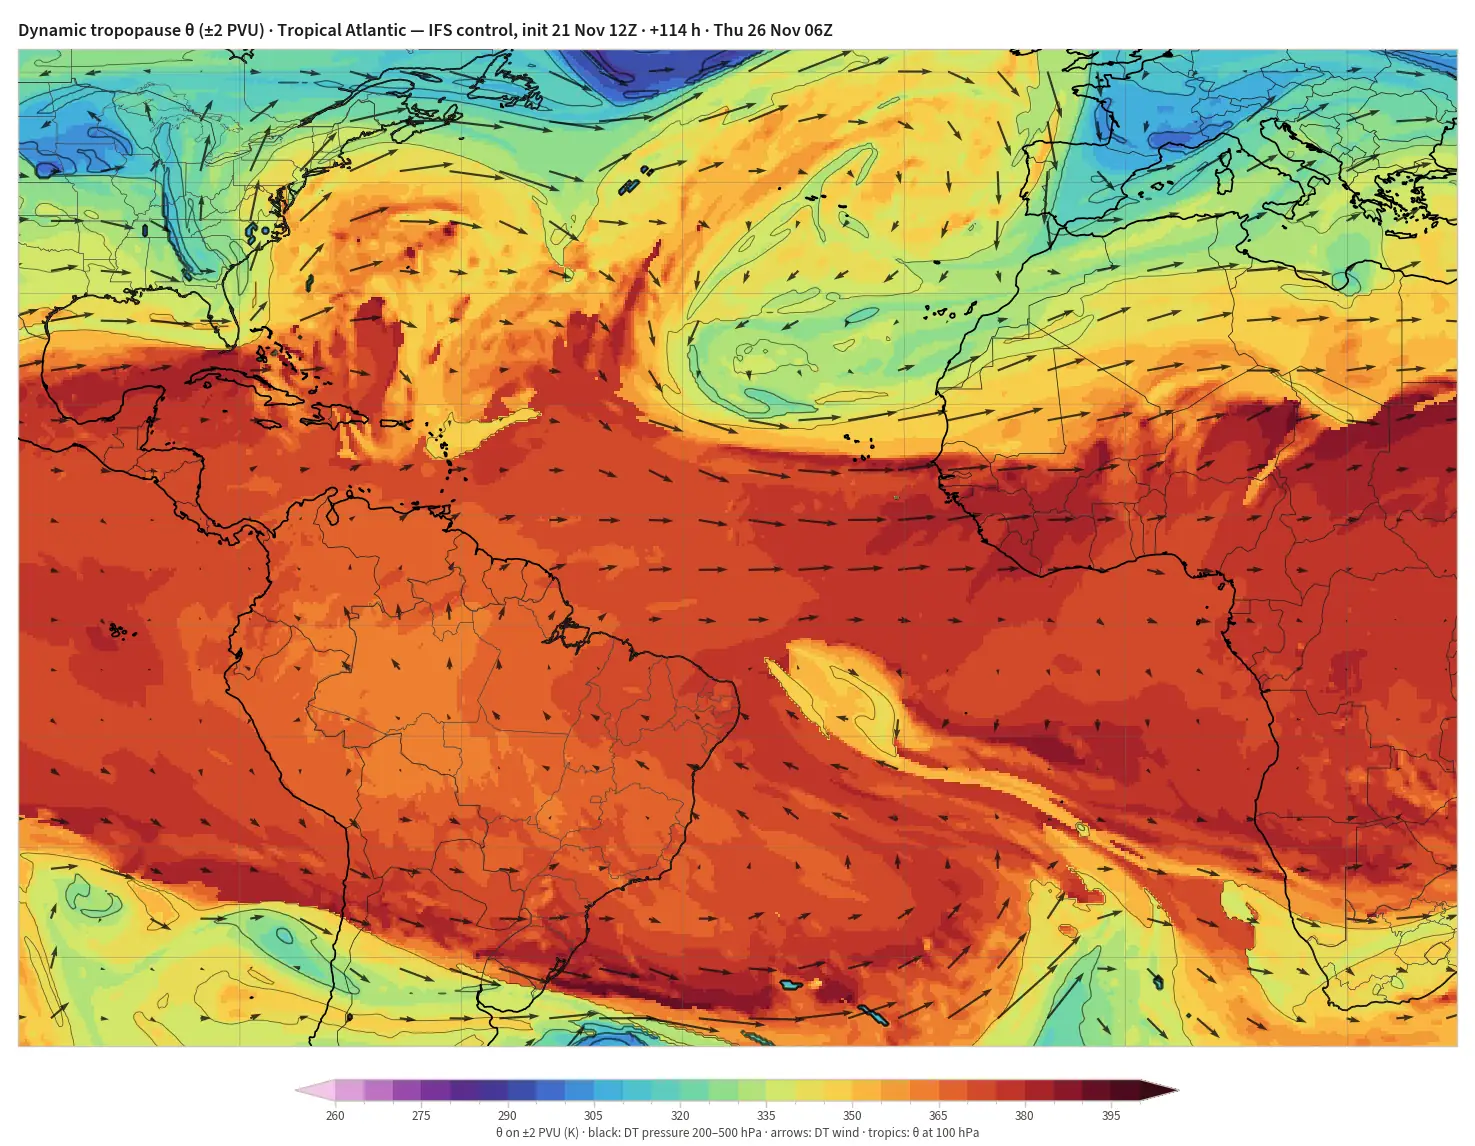 Dynamic tropopause θ (±2 PVU) · Tropical Atlantic — IFS control, init 21 Nov 12Z · +114 h · Thu 26 Nov 06Z
260 275 290 305 320 335 350 365 380 395
θ on ±2 PVU (K) · black: DT pressure 200–500 hPa · arrows: DT wind · tropics: θ at 100 hPa